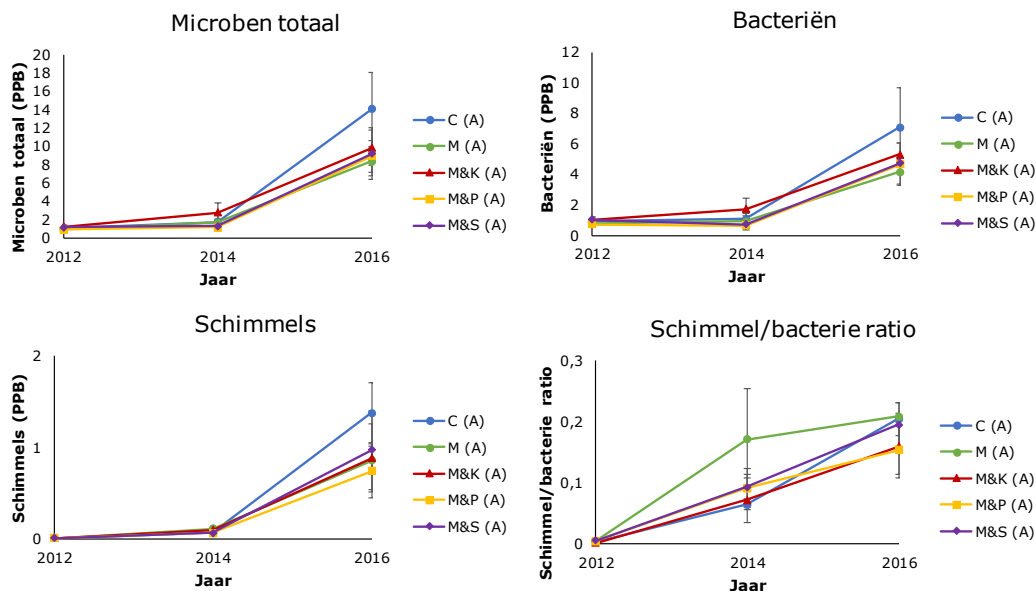 Microben totaal
Microben totaal (PPB)
20
18
16
14
12
10
8
6
4
2
0
2012
2014
2016
Jaar
C (A)
M (A)
M&K (A)
M&P (A)
M&S (A)
Bacteriën
Bacteriën (PPB)
12
10
8
6
4
2
0
2012
2014
2016
Jaar
C (A)
M (A)
M&K (A)
M&P (A)
M&S (A)
Schimmels
Schimmels (PPB)
2
1
0
2012
2014
2016
Jaar
C (A)
M (A)
M&K (A)
M&P (A)
M&S (A)
Schimmel/bacterie ratio
Schimmel/bacterie ratio
0,3
0,2
0,1
0
2012
2014
2016
Jaar
C (A)
M (A)
M&K (A)
M&P (A)
M&S (A)